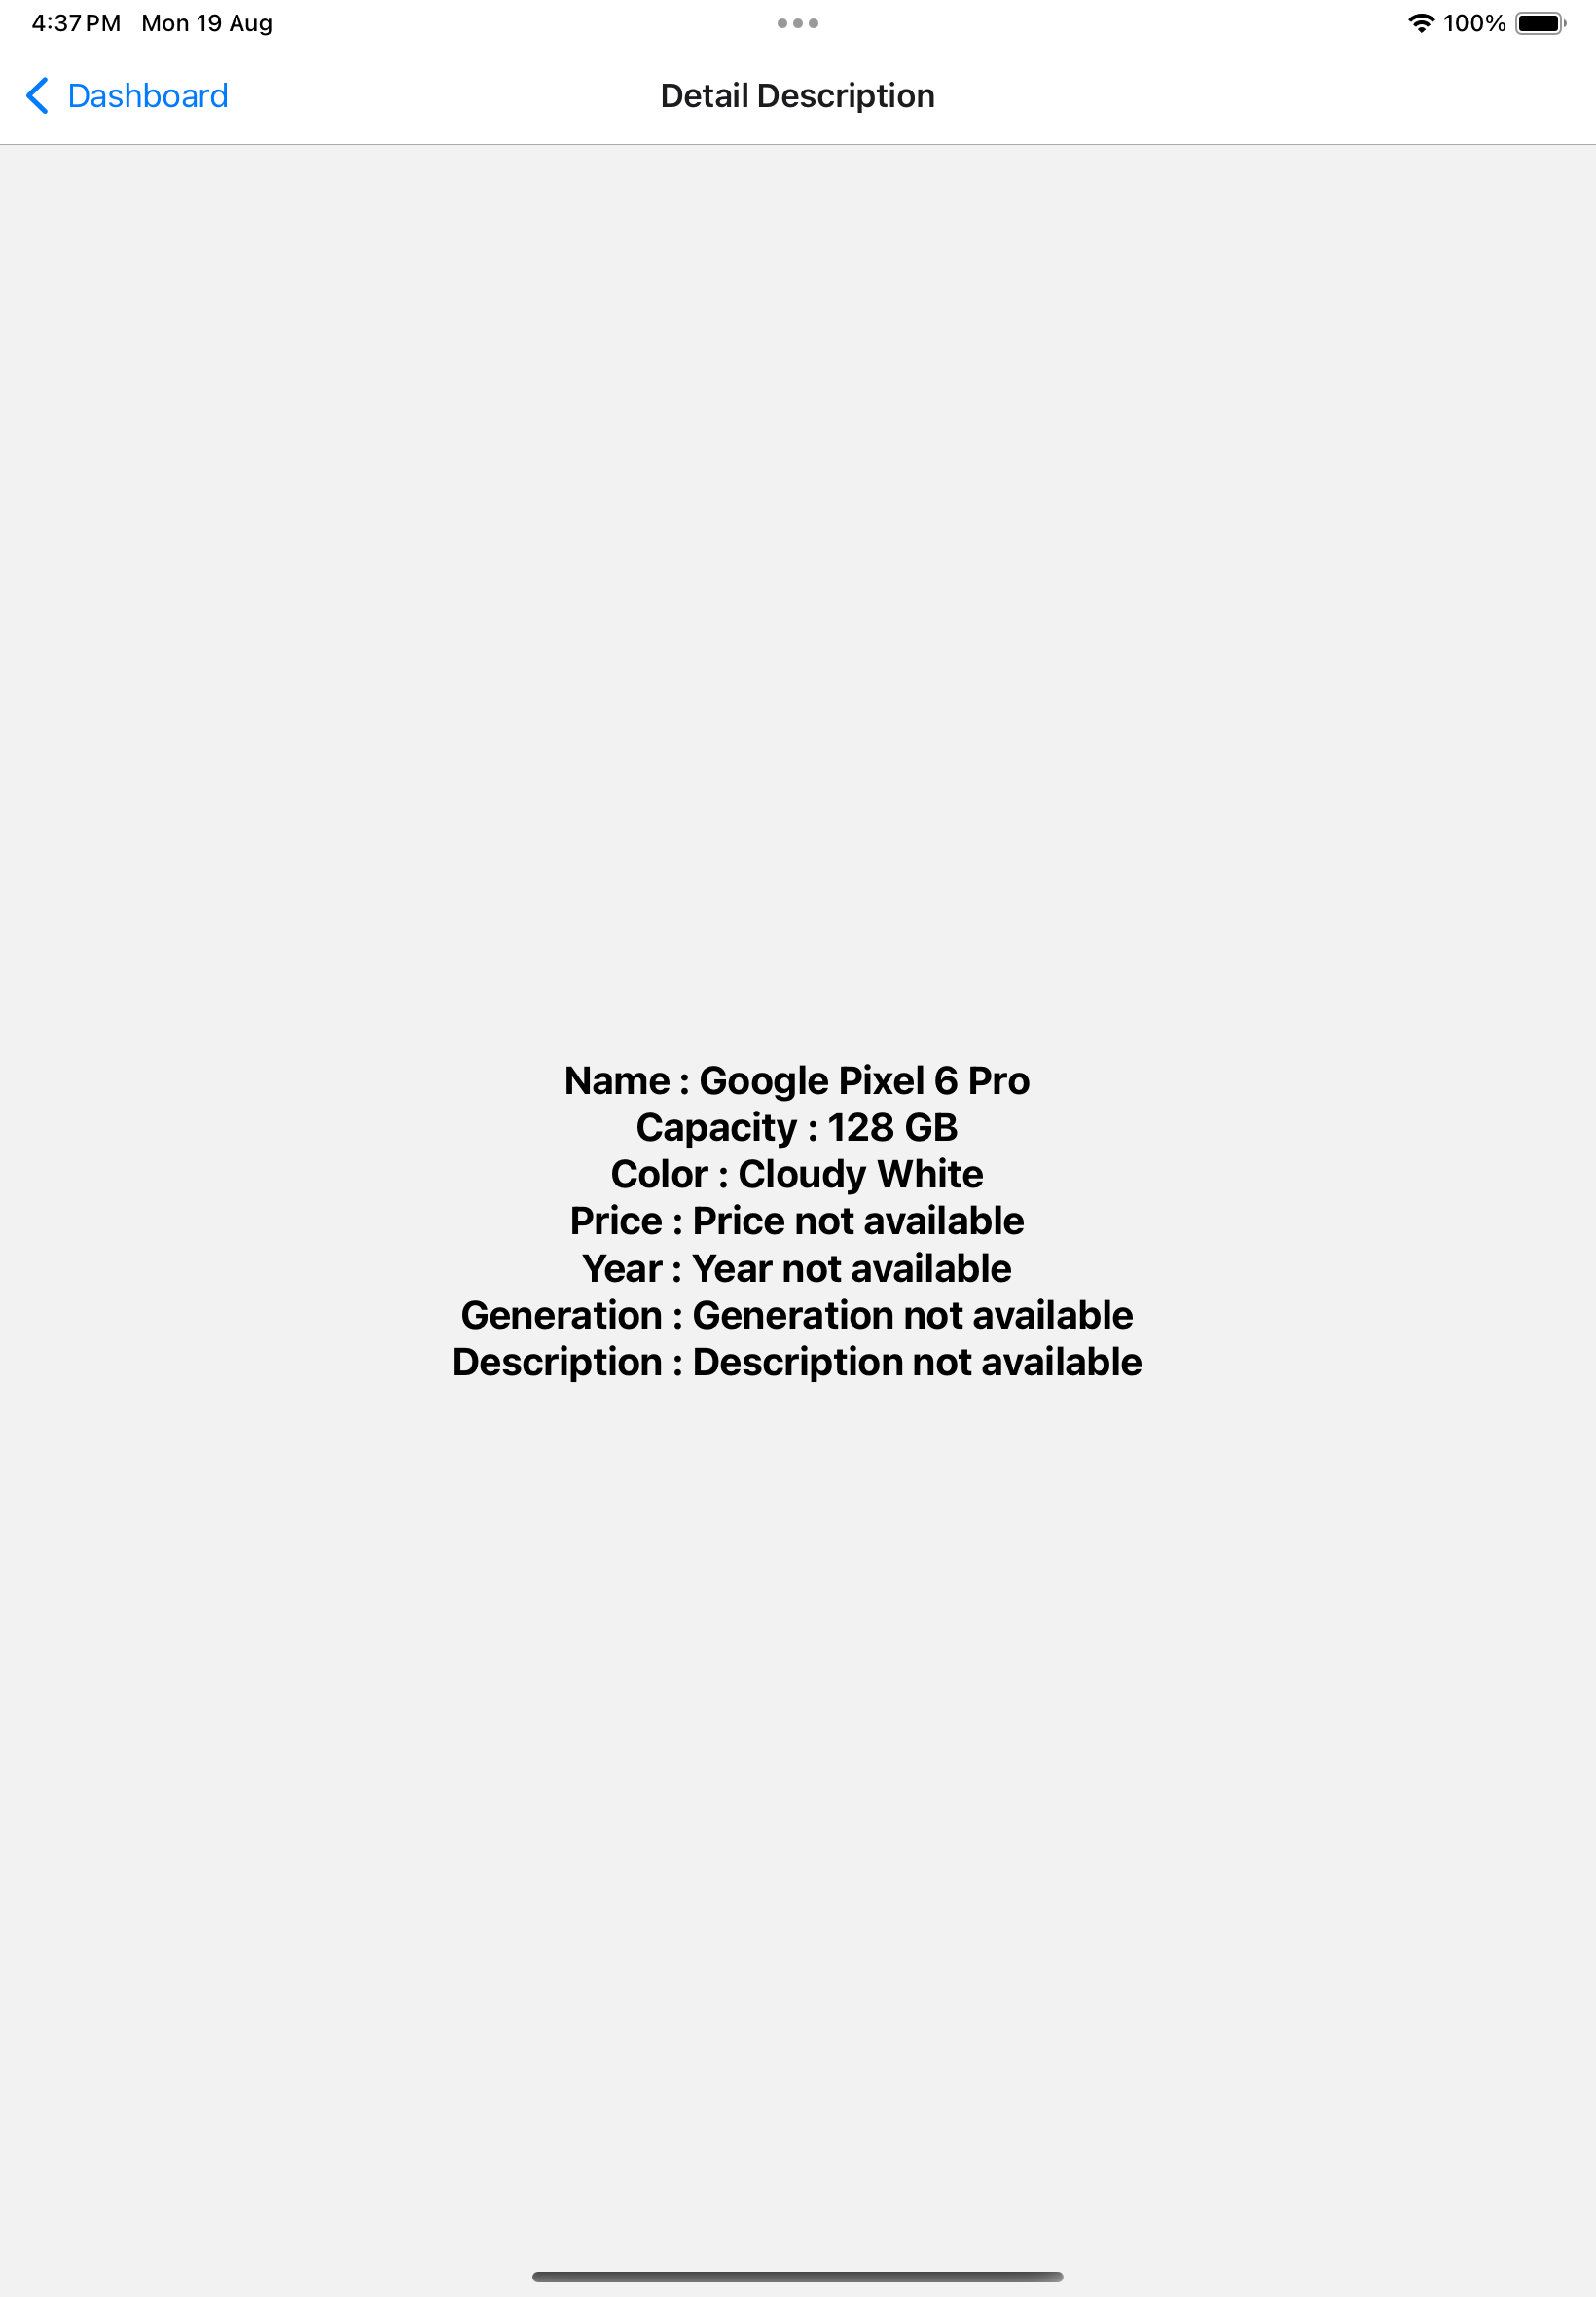 4:37 PM Mon 19 Aug 100%
Dashboard Detail Description
Name : Google Pixel 6 Pro
Capacity : 128 GB
Color : Cloudy White
Price : Price not available
Year : Year not available
Generation : Generation not available
Description : Description not available